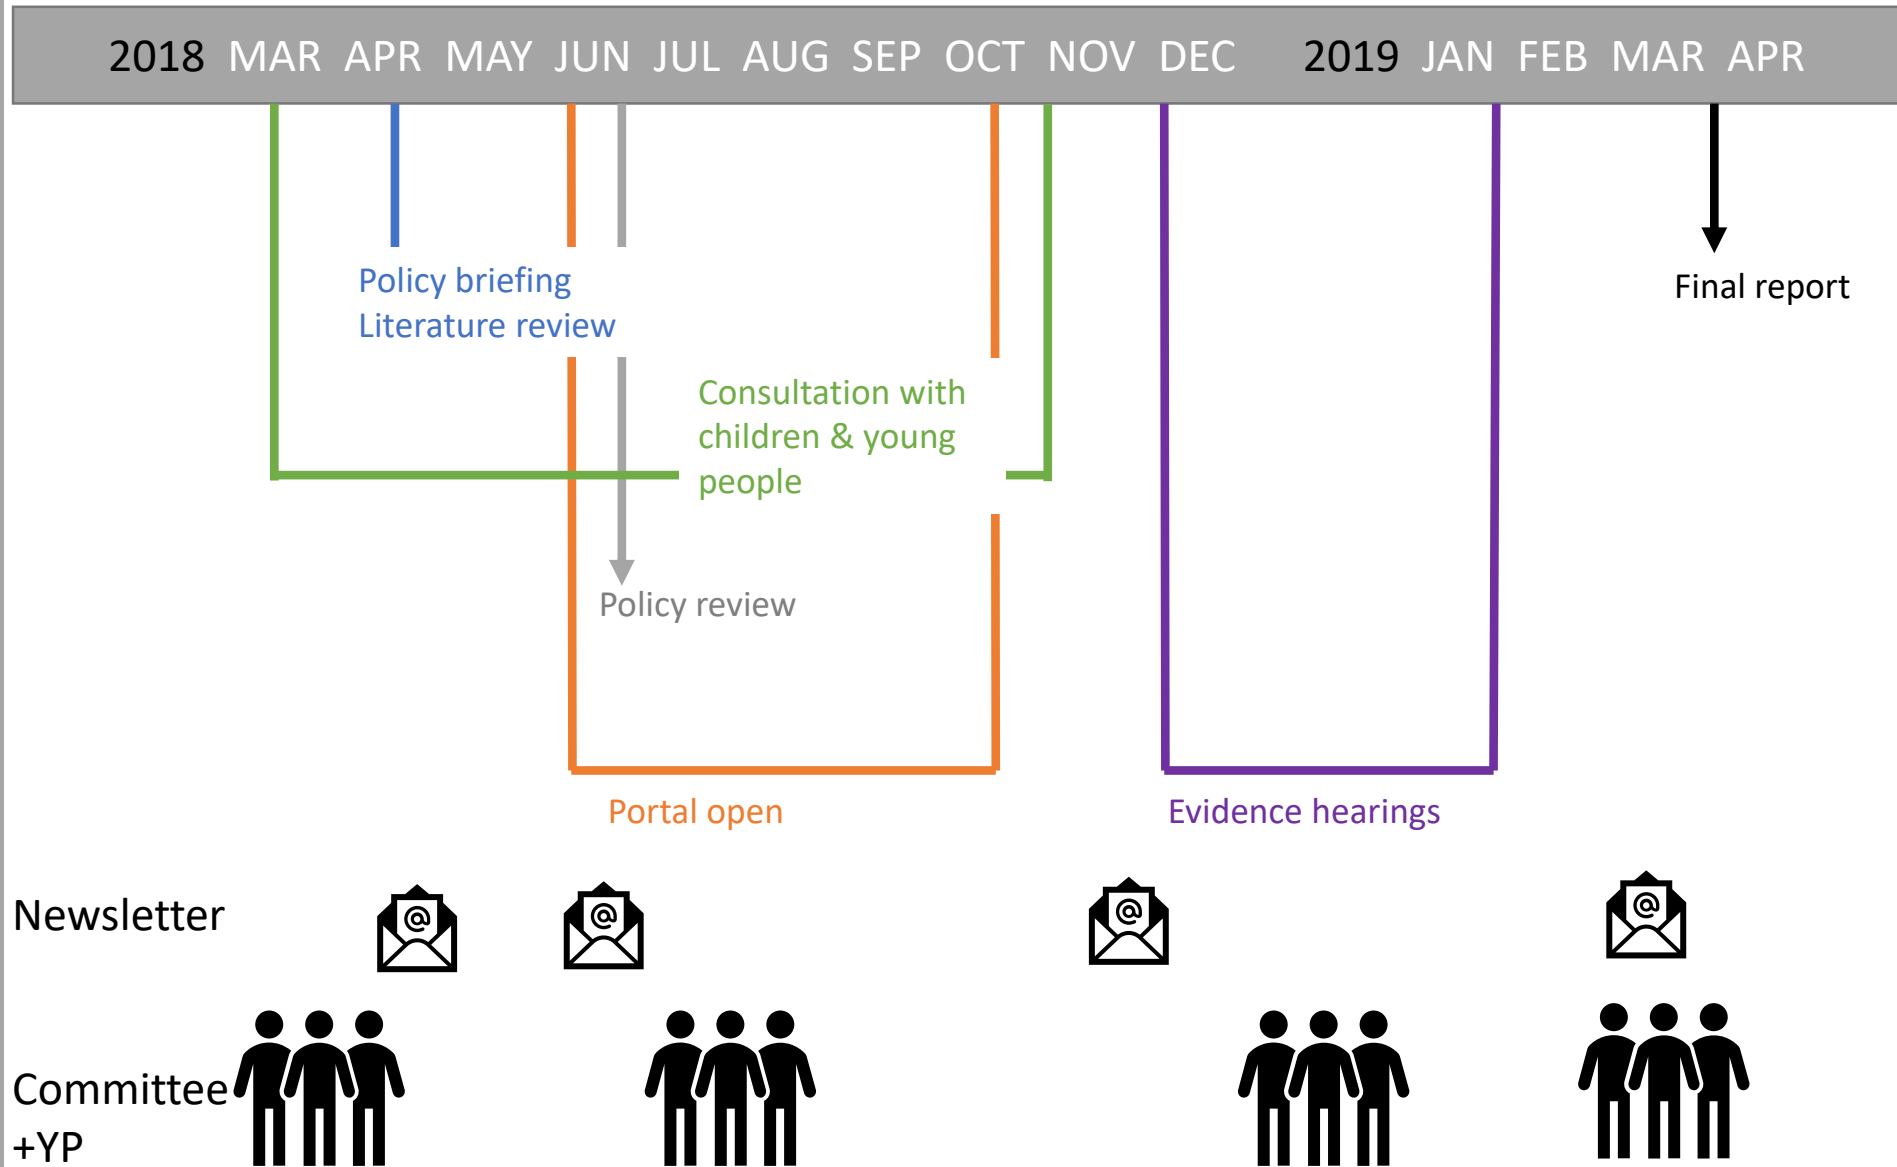 2018 MAR APR MAY JUN JUL AUG SEP OCT NOV DEC 2019 JAN FEB MAR APR
Policy briefing
Literature review
Final report
Consultation with
children & young
people
Policy review
Portal open
Evidence hearings
Newsletter
@ @ @ @
Committee
+YP